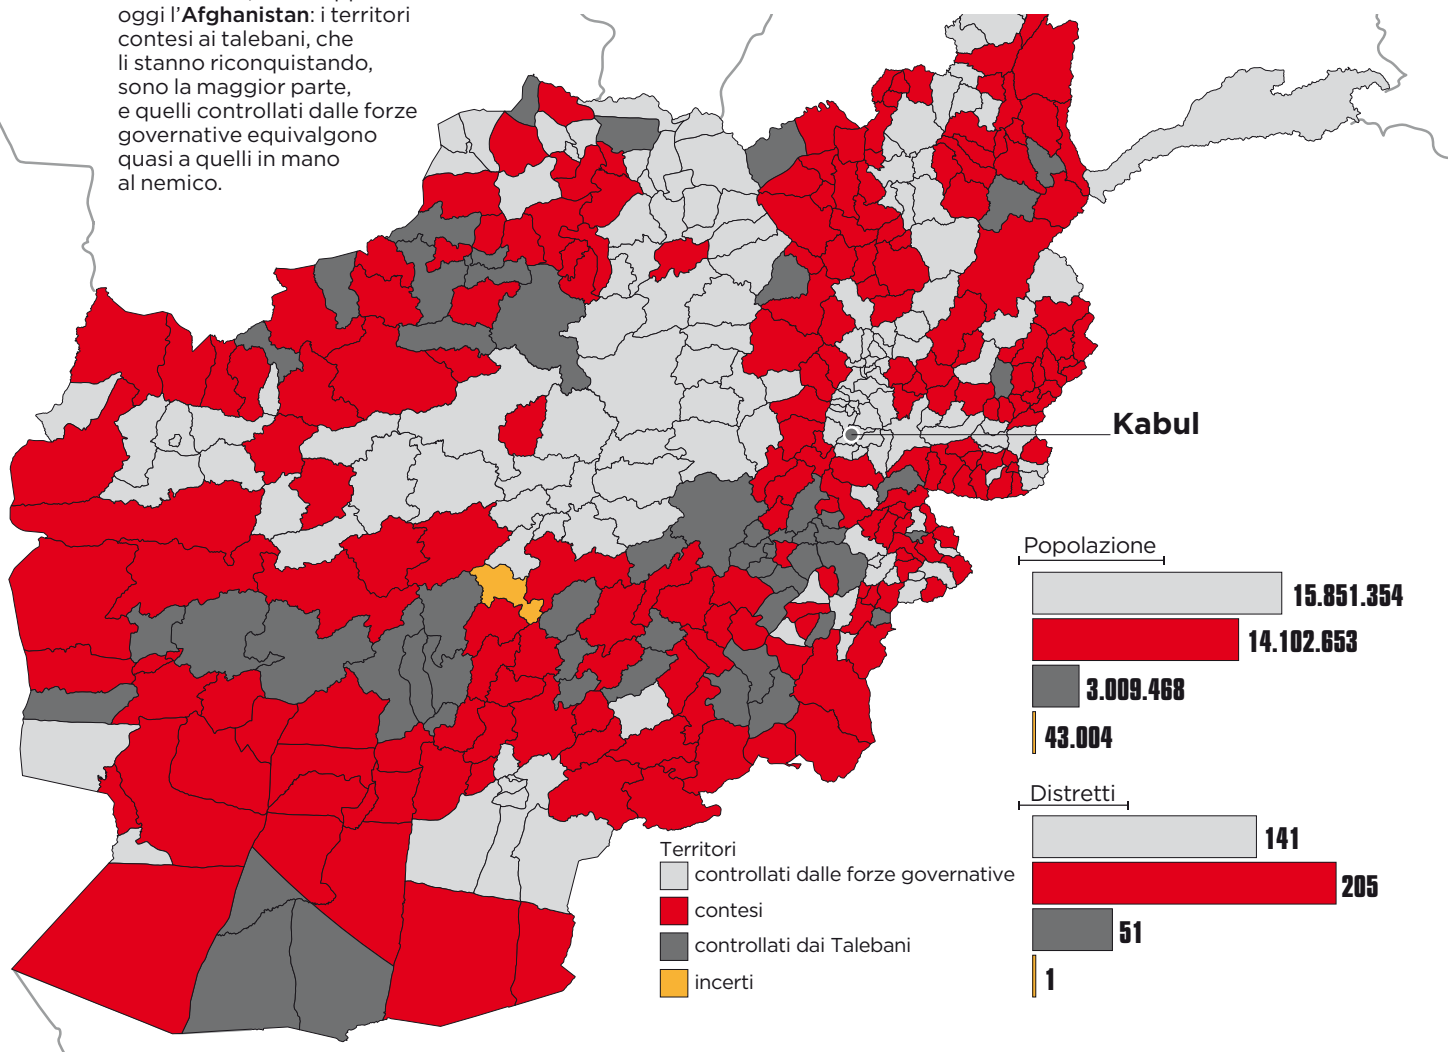 oggi l'Afghanistan: i territori
contesi ai talebani, che
li stanno riconquistando,
sono la maggior parte,
e quelli controllati dalle forze
governative equivalgono
quasi a quelli in mano
al nemico.
Kabul
Popolazione
15.851.354
14.102.653
3.009.468
43.004
Distretti
141
205
51
1
Territori
controllati dalle forze governative
contesi
controllati dai Talebani
incerti